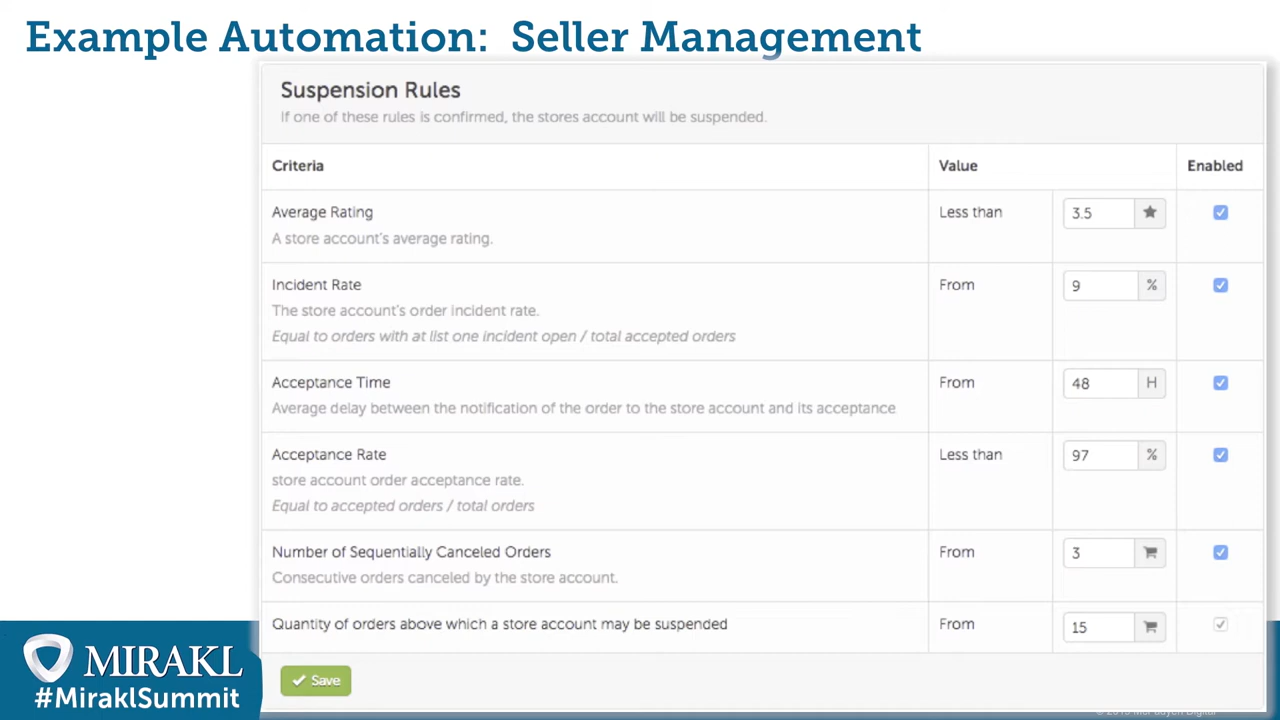 Example Automation: Seller Management
Suspension Rules
If one of these rules is confirmed, the stores account will be suspended.
Criteria Value Enabled
Average Rating Less than 3.5
A store account's average rating.
Incident Rate From 9 %
The store account's order incident rate.
Equal to orders with at list one incident open / total accepted orders
Acceptance Time From 48 H
Average delay between the notification of the order to the store account and its acceptance
Acceptance Rate Less than 97 %
store account order acceptance rate.
Equal to accepted orders / total orders
Number of Sequentially Canceled Orders From 3
Consecutive orders canceled by the store account.
Quantity of orders above which a store account may be suspended From 15
Save
MIRAKL
#MiraklSummit